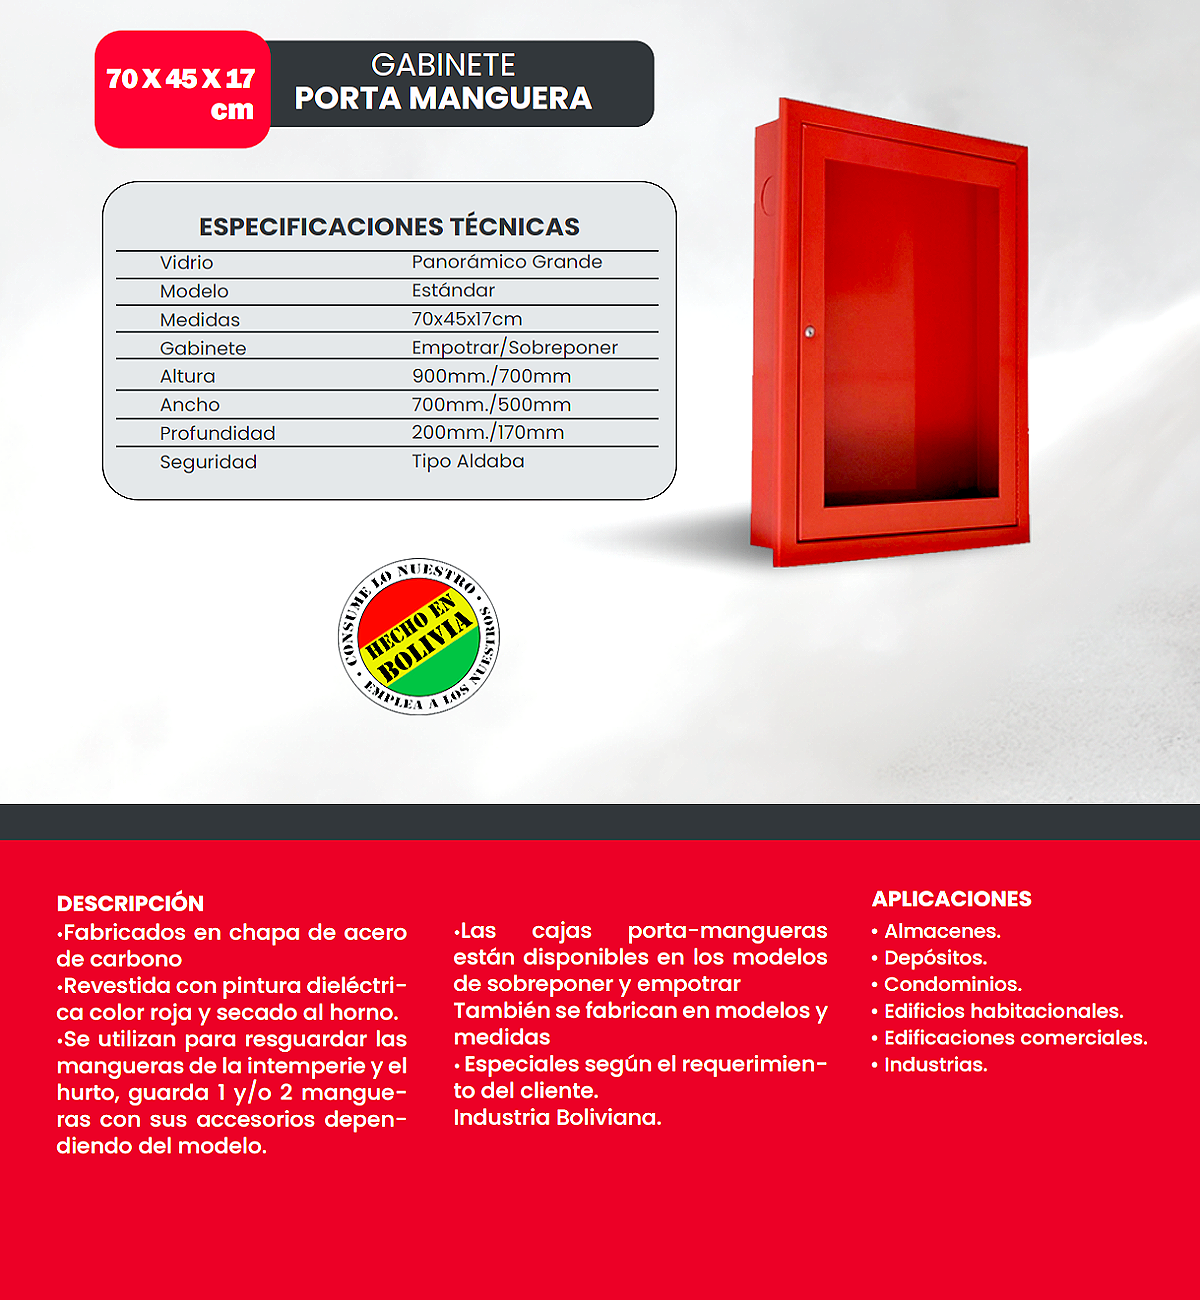 70 X 45 X 17
cm
GABINETE
PORTA MANGUERA
ESPECIFICACIONES TÉCNICAS
Vidrio Panorámico Grande
Modelo Estándar
Medidas 70x45x17cm
Gabinete Empotrar/Sobreponer
Altura 900mm./700mm
Ancho 700mm./500mm
Profundidad 200mm./170mm
Seguridad Tipo Aldaba
• CONSUME LO NUESTRO •
EMPLEA A LOS NUESTROS
HECHO EN
BOLIVIA
DESCRIPCIÓN
•Fabricados en chapa de acero
de carbono
•Revestida con pintura dieléctri-
ca color roja y secado al horno.
•Se utilizan para resguardar las
mangueras de la intemperie y el
hurto, guarda 1 y/o 2 mangue-
ras con sus accesorios depen-
diendo del modelo.
•Las cajas porta-mangueras
están disponibles en los modelos
de sobreponer y empotrar
También se fabrican en modelos y
medidas
• Especiales según el requerimien-
to del cliente.
Industria Boliviana.
APLICACIONES
• Almacenes.
• Depósitos.
• Condominios.
• Edificios habitacionales.
• Edificaciones comerciales.
• Industrias.